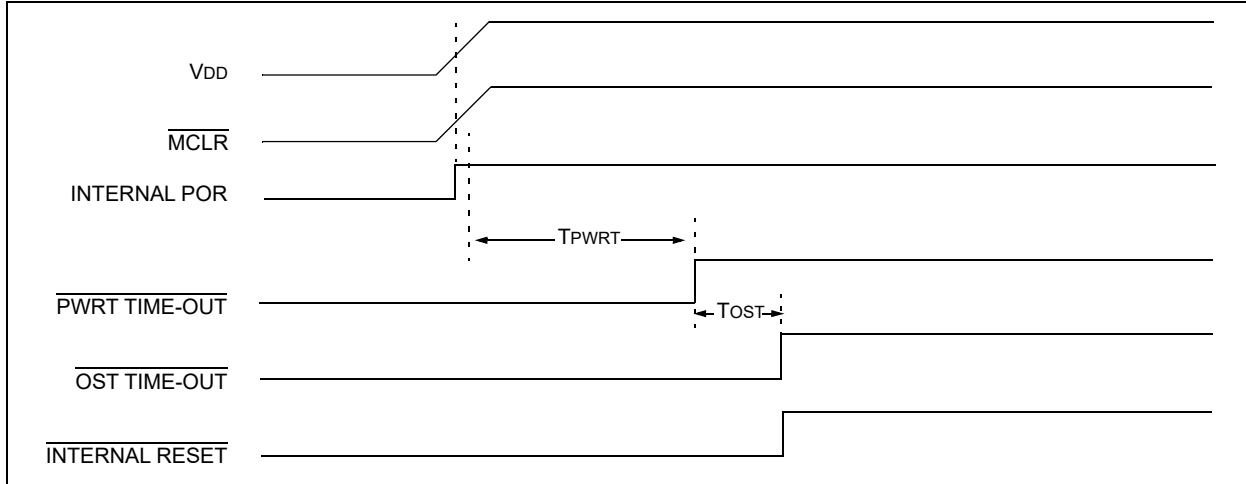 VDD
MCLR
INTERNAL POR
TPWRT
PWRT TIME-OUT
TOST
OST TIME-OUT
INTERNAL RESET